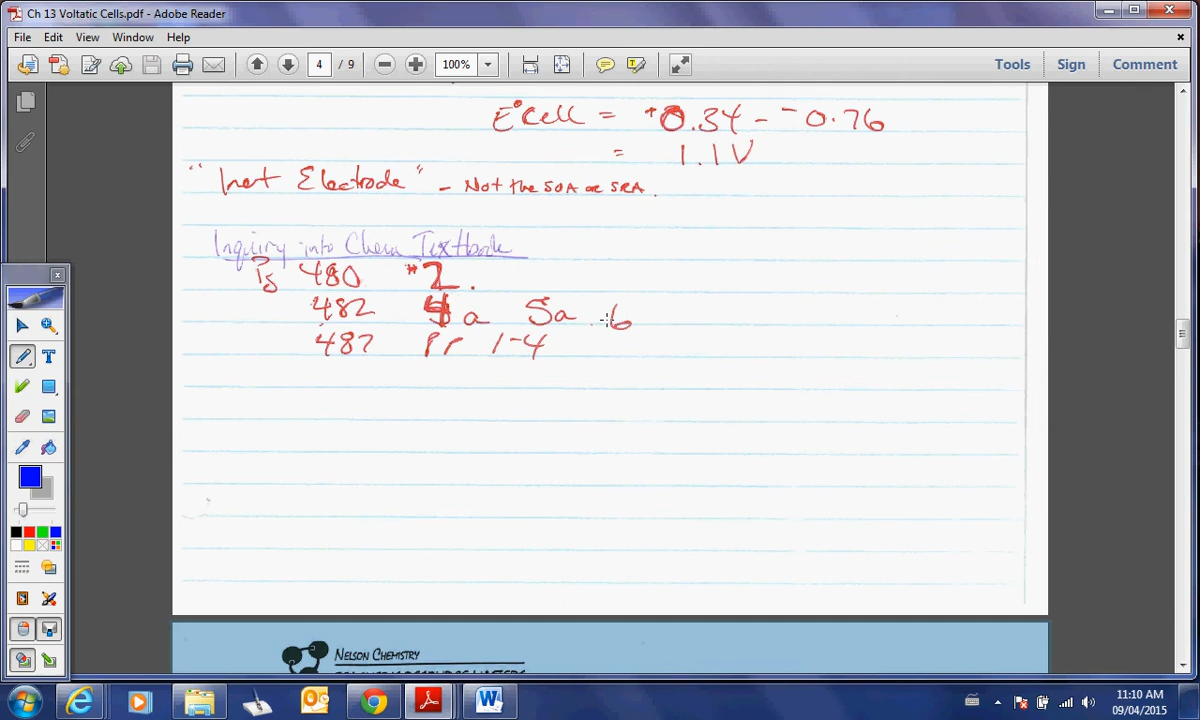 Ch 13 Voltatic Cells.pdf - Adobe Reader
File Edit View Window Help
4 / 9 100% Tools Sign Comment
E°cell = +0.34 - -0.76
= 1.1V
"Inert Electrode" - Not the SOA or SRA.
Inquiry into Chem Textbook
Pg 480 #2.
482 4a 5a 6
487 Pr 1-4
NELSON CHEMISTRY
11:10 AM
09/04/2015